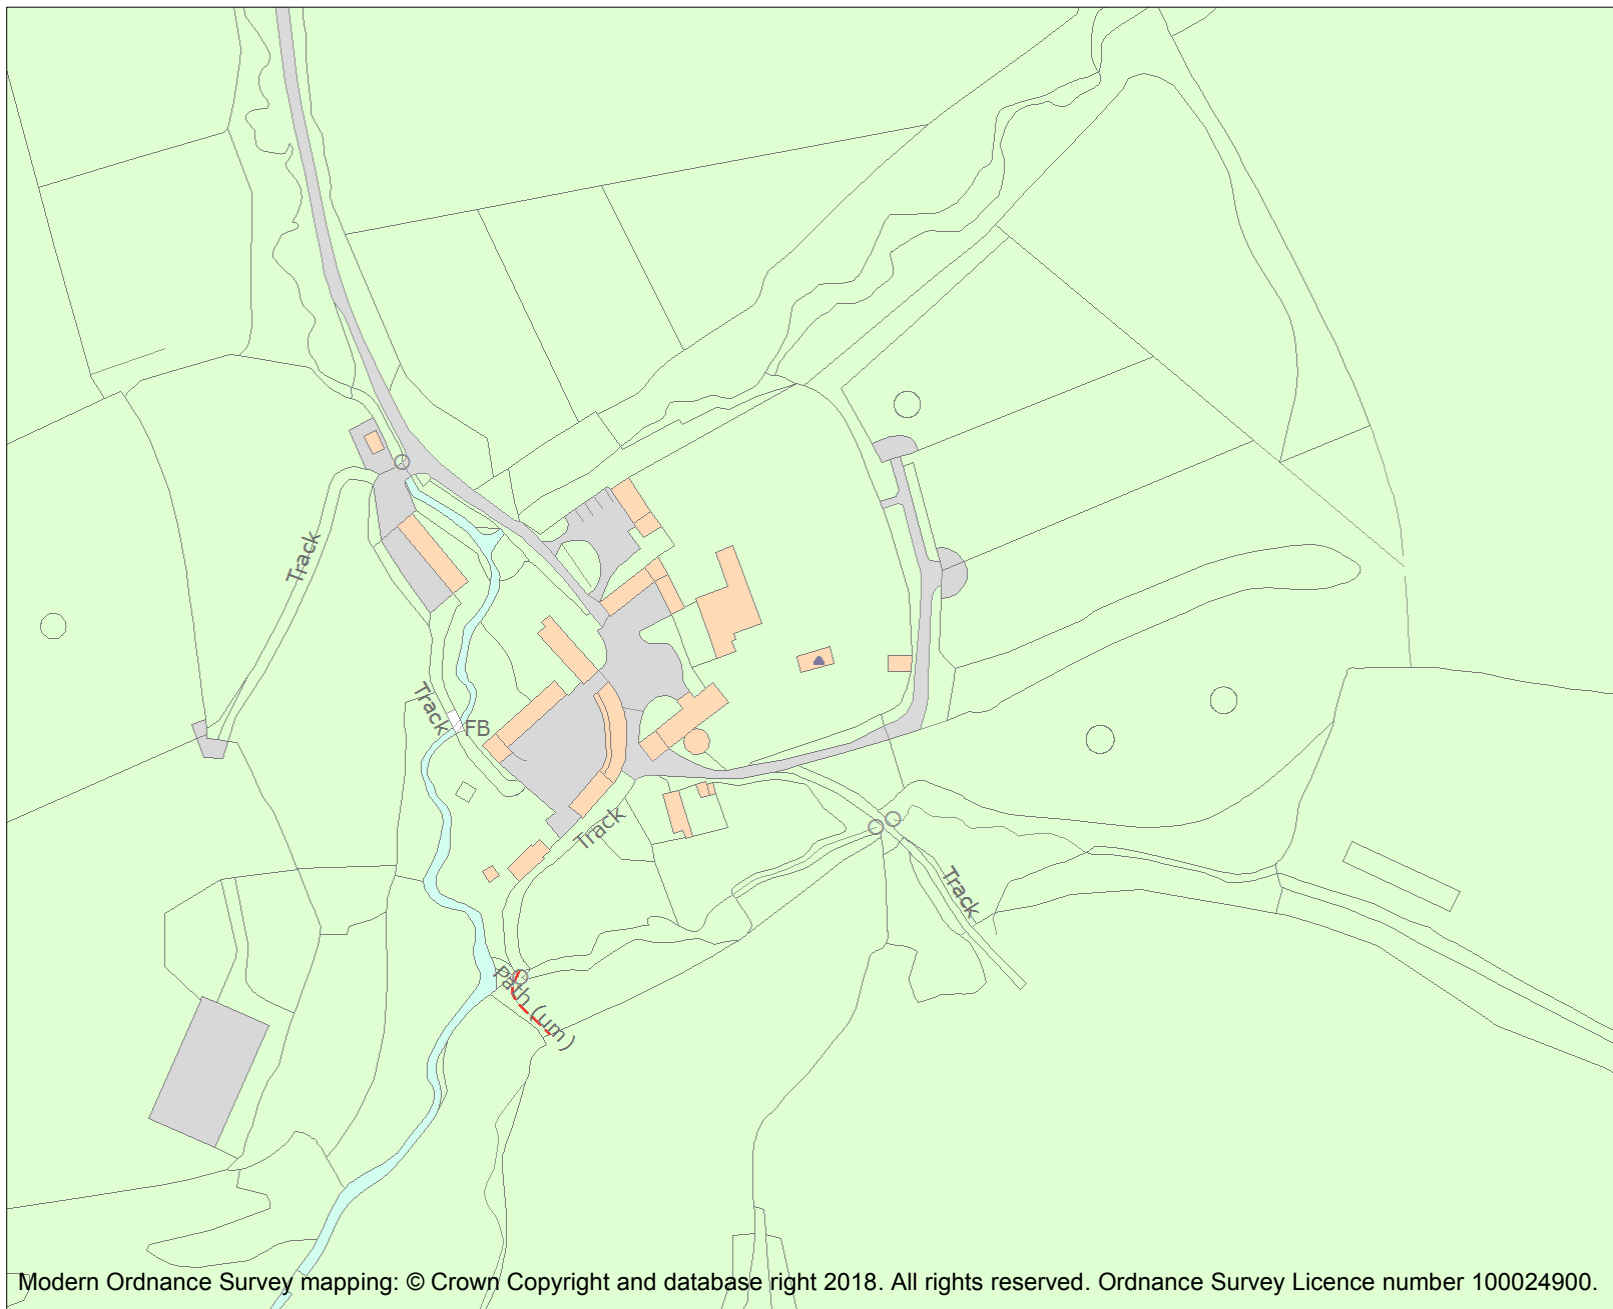 Track
Track
FB
Track
Track
Path (um)
Modern Ordnance Survey mapping: © Crown Copyright and database right 2018. All rights reserved. Ordnance Survey Licence number 100024900.